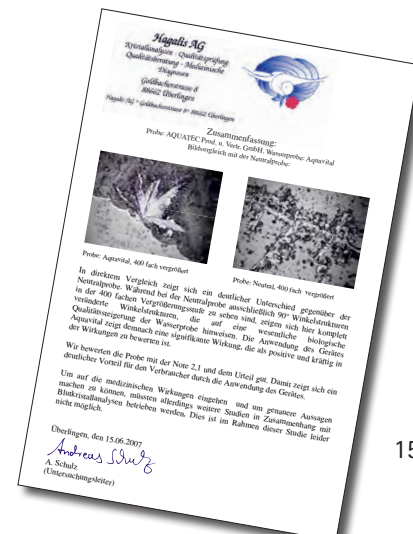 Hagalis AG
Kristallanalysen - Qualitätsprüfung
Qualitätsberatung - Medizinische
Diagnosen
Goldbacherstrasse 8
88662 Überlingen
Hagalis AG * Goldbacherstrasse 8* 88662 Überlingen
Zusammenfassung:
Probe: AQUATEC Prod. u. Vertr. GmbH, Wasserprobe: Aquavital
Bildvergleich mit der Neutralprobe:
Probe: Aquavital, 400 fach vergrößert
Probe: Neutral, 400 fach vergrößert
In direktem Vergleich zeigt sich ein deutlicher Unterschied gegenüber der
Neutralprobe. Während bei der Neutralprobe ausschließlich 90° Winkelstrukturen
in der 400 fachen Vergrößerungsstufe zu sehen sind, zeigen sich hier komplett
veränderte Winkelstrukturen, die auf eine wesentliche biologische
Qualitätssteigerung der Wasserprobe hinweisen. Die Anwendung des Gerätes
Aquavital zeigt demnach eine signifikante Wirkung, die als positive und kräftig in
der Wirkungen zu bewerten ist.
Wir bewerten die Probe mit der Note 2,1 und dem Urteil gut. Damit zeigt sich ein
deutlicher Vorteil für den Verbraucher durch die Anwendung des Gerätes.
Um auf die medizinischen Wirkungen eingehen und um genauere Aussagen
machen zu können, müssten allerdings weitere Studien in Zusammenhang mit
Blutkristallanalysen betrieben werden. Dies ist im Rahmen dieser Studie leider
nicht möglich.
Überlingen, den 15.06.2007
Andreas Schulz
A. Schulz
(Untersuchungsleiter)
15